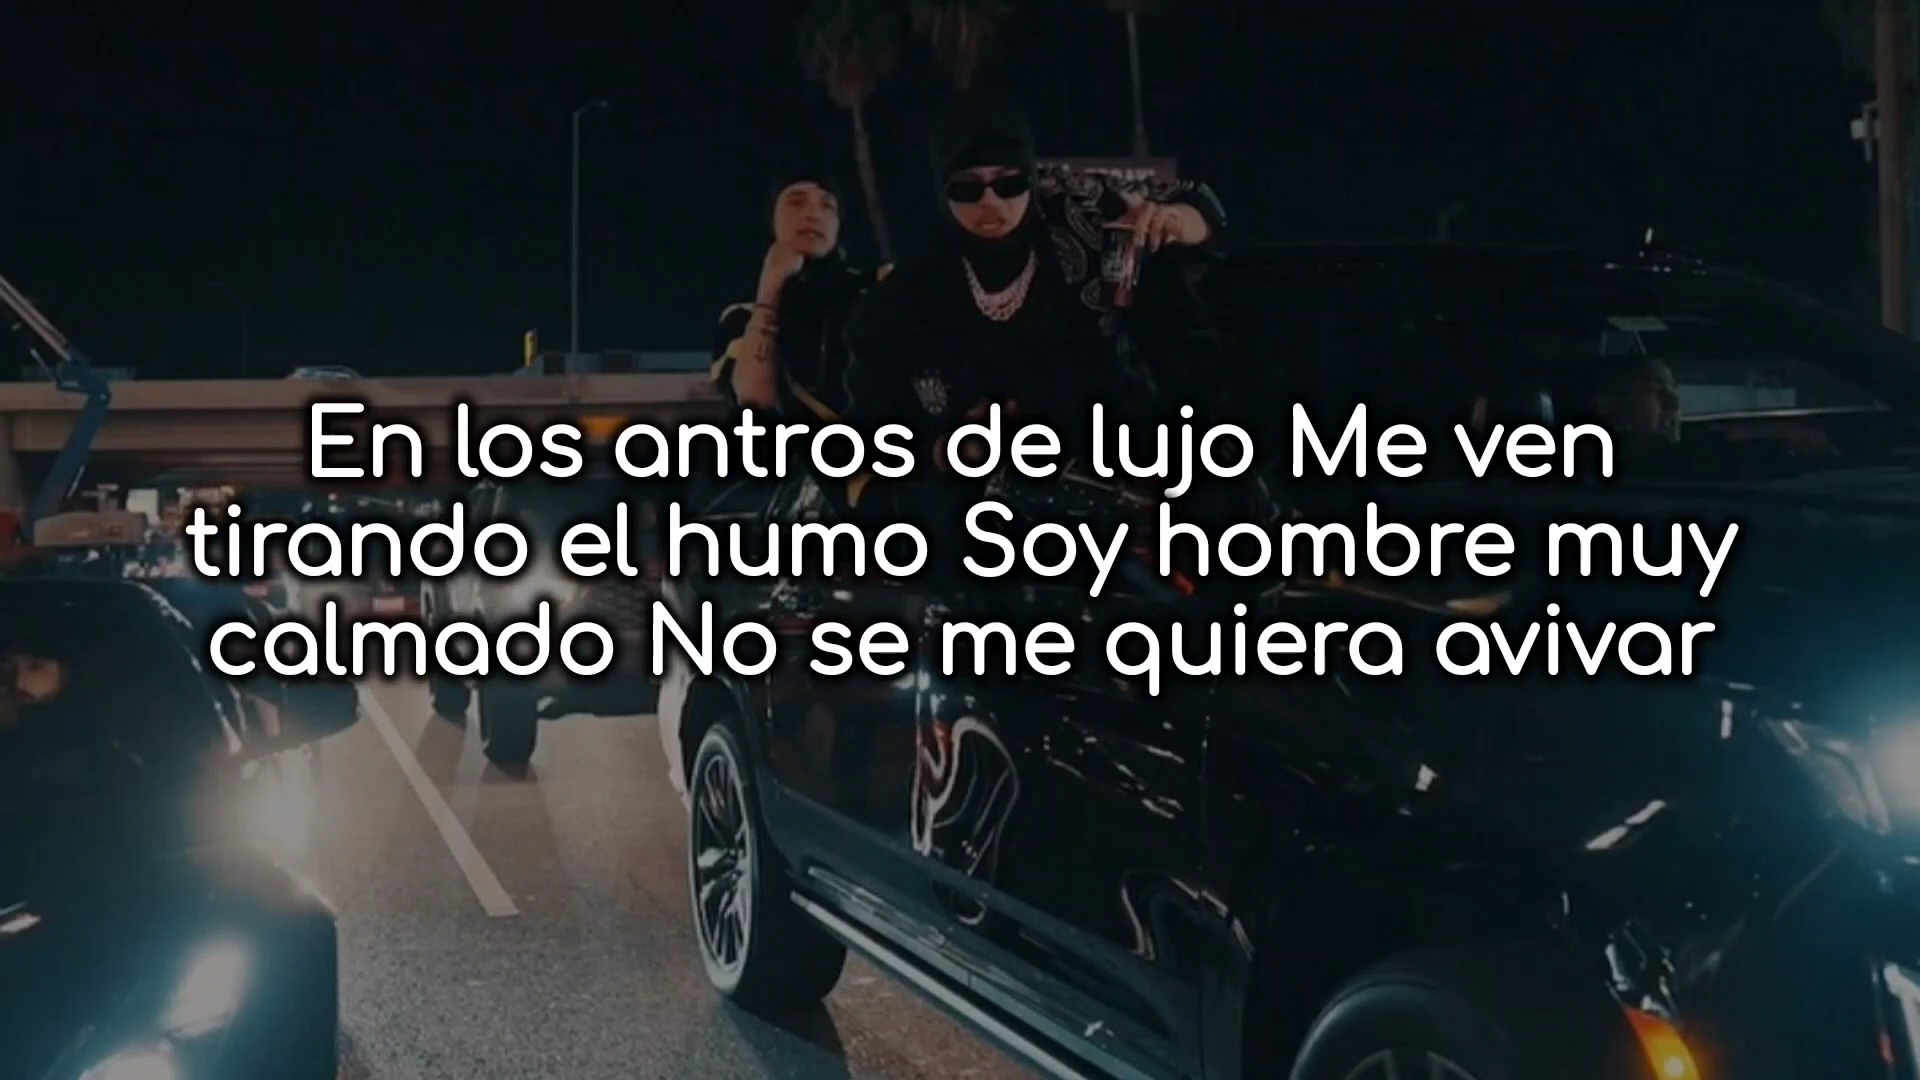 En los antros de lujo Me ven
tirando el humo Soy hombre muy
calmado No se me quiera avivar